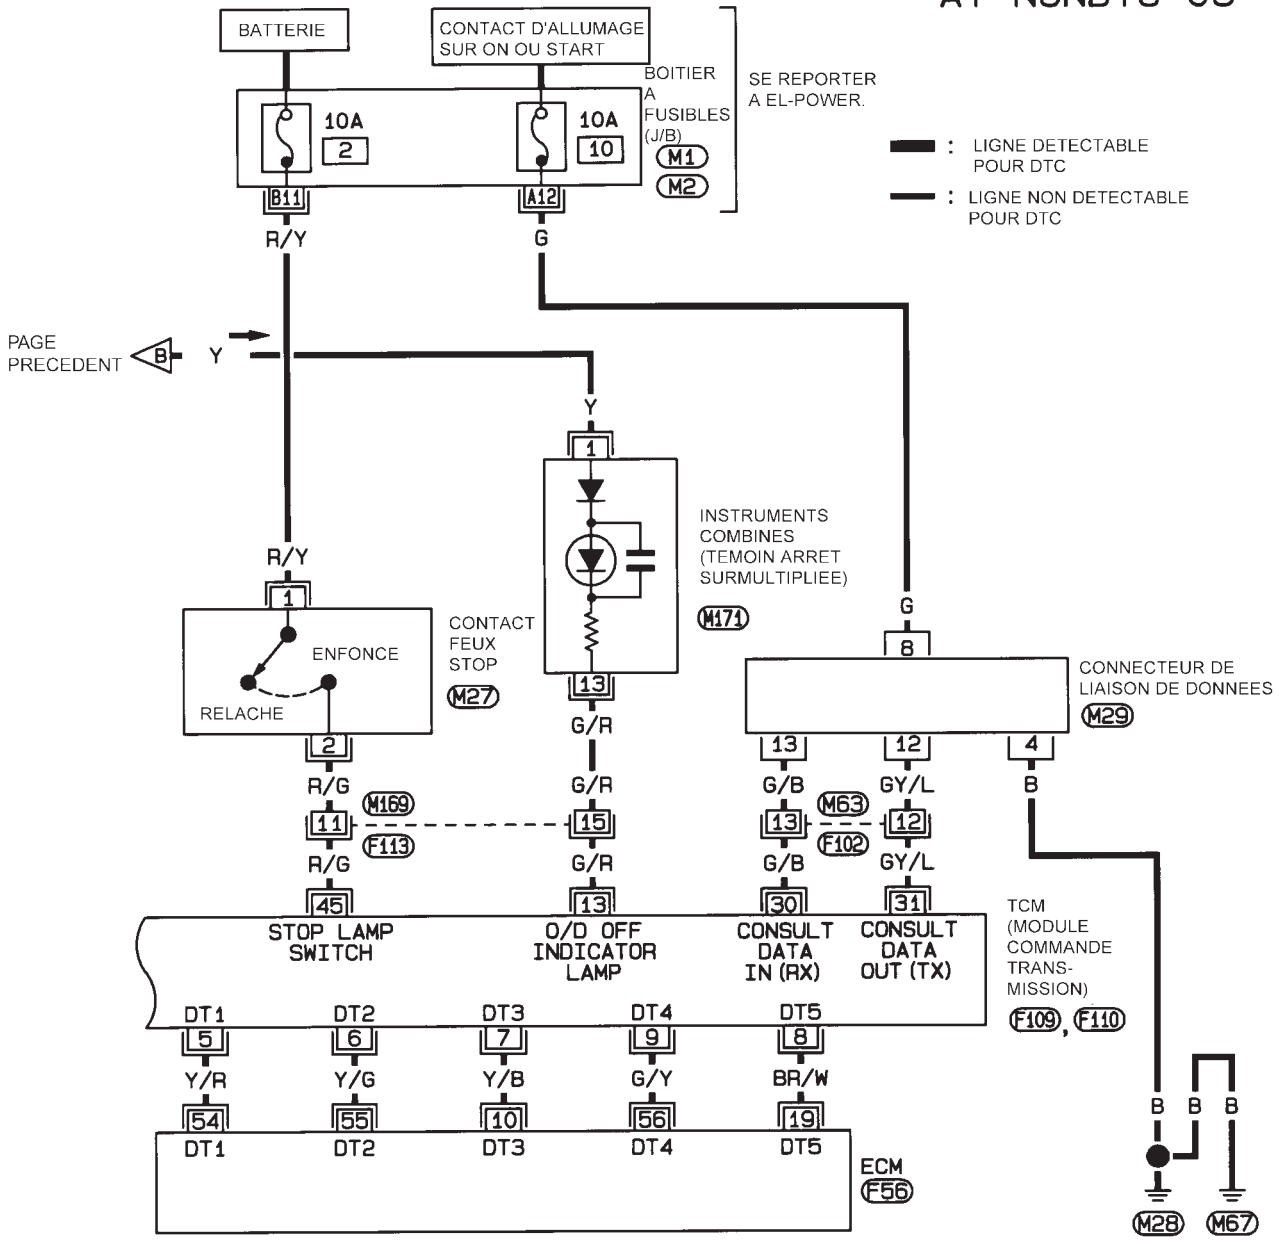 BATTERIE
CONTACT D'ALLUMAGE
SUR ON OU START
BOITIER
A
FUSIBLES
(J/B)
M1
M2
SE REPORTER
A EL-POWER.
10A
2
10A
10
B11
A12
R/Y
G
: LIGNE DETECTABLE
POUR DTC
: LIGNE NON DETECTABLE
POUR DTC
PAGE
PRECEDENT
B
Y
Y
1
R/Y
1
ENFONCE
RELACHE
2
CONTACT
FEUX
STOP
M27
INSTRUMENTS
COMBINES
(TEMOIN ARRET
SURMULTIPLIEE)
M171
13
G
8
CONNECTEUR DE
LIAISON DE DONNEES
M29
13 12 4
R/G G/R
G/R G/B GY/L B
11 M169 F113 15 13 M63 F102 12
R/G G/R G/B GY/L
45 13 30 31
STOP LAMP
SWITCH
O/D OFF
INDICATOR
LAMP
CONSULT
DATA
IN (RX)
CONSULT
DATA
OUT (TX)
TCM
(MODULE
COMMANDE
TRANS-
MISSION)
F109, F110
DT1 DT2 DT3 DT4 DT5
5 6 7 9 8
Y/R Y/G Y/B G/Y BR/W
54 55 10 56 19
DT1 DT2 DT3 DT4 DT5
ECM
F56
B B B
M28 M67